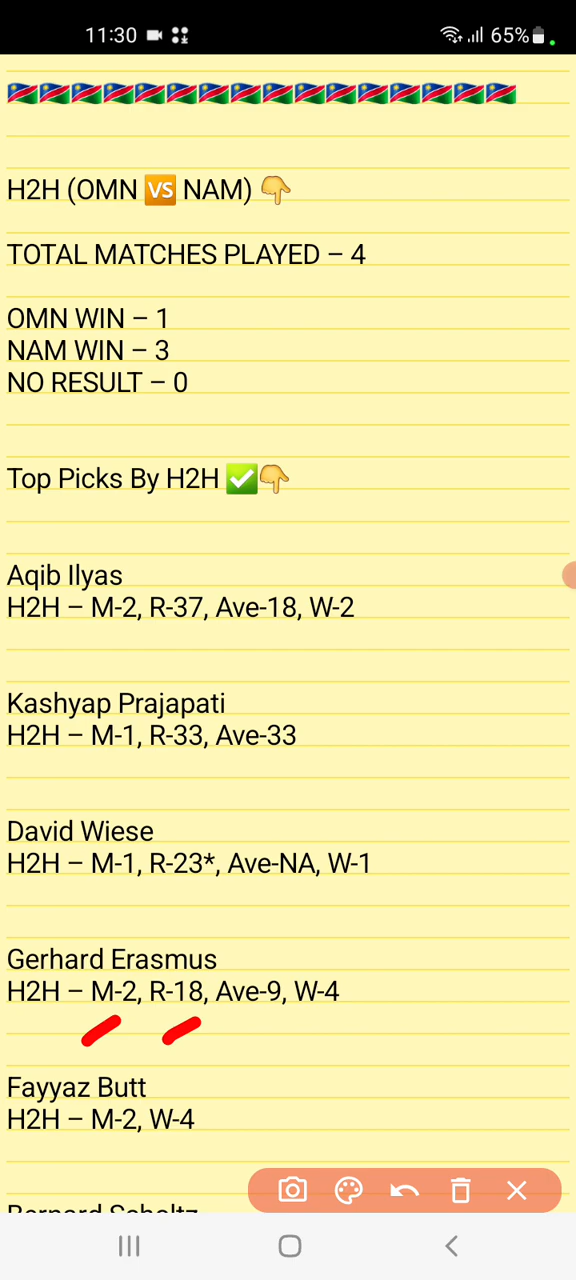 11:30 65%
🇳🇦🇳🇦🇳🇦🇳🇦🇳🇦🇳🇦🇳🇦🇳🇦🇳🇦🇳🇦🇳🇦🇳🇦🇳🇦🇳🇦🇳🇦🇳🇦
H2H (OMN 🆚 NAM) 👇
TOTAL MATCHES PLAYED – 4
OMN WIN – 1
NAM WIN – 3
NO RESULT – 0
Top Picks By H2H ✅👇
Aqib Ilyas
H2H – M-2, R-37, Ave-18, W-2
Kashyap Prajapati
H2H – M-1, R-33, Ave-33
David Wiese
H2H – M-1, R-23*, Ave-NA, W-1
Gerhard Erasmus
H2H – M-2, R-18, Ave-9, W-4
Fayyaz Butt
H2H – M-2, W-4
Bernard Scholtz